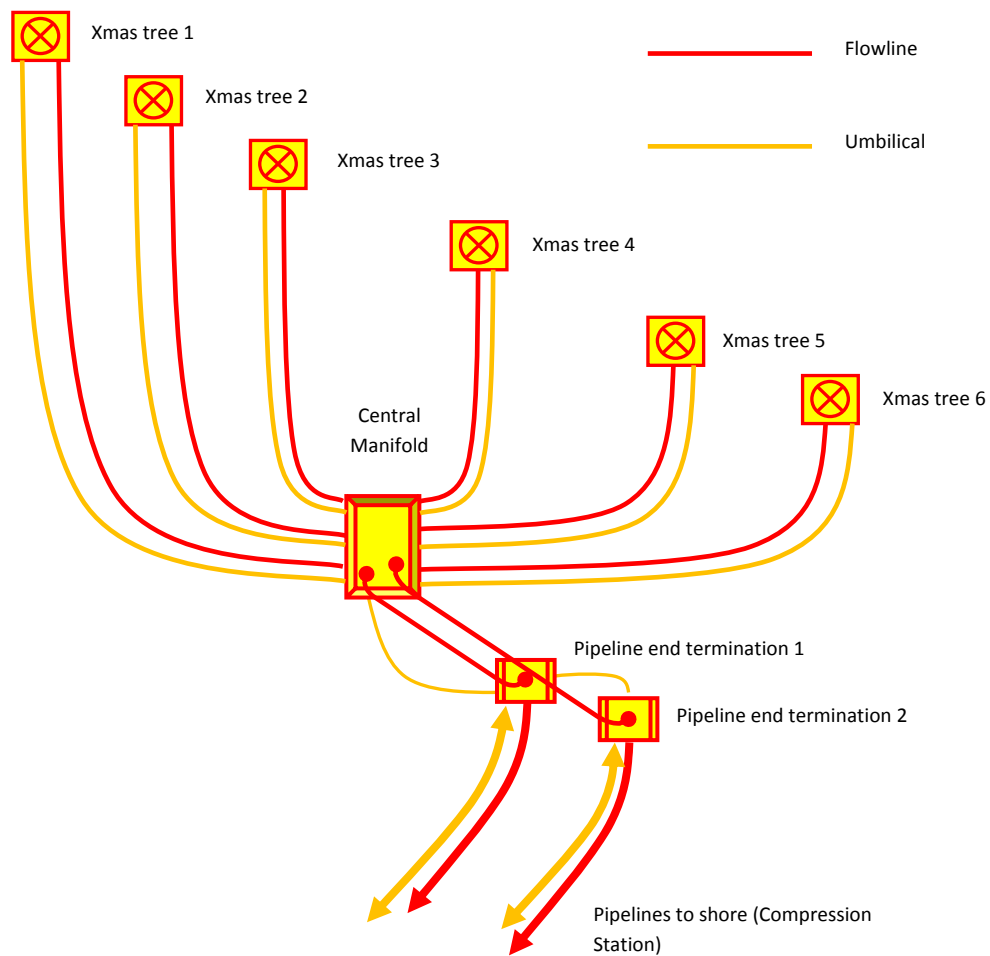 Xmas tree 1
Flowline
Xmas tree 2
Umbilical
Xmas tree 3
Xmas tree 4
Xmas tree 5
Xmas tree 6
Central
Manifold
Pipeline end termination 1
Pipeline end termination 2
Pipelines to shore (Compression
Station)